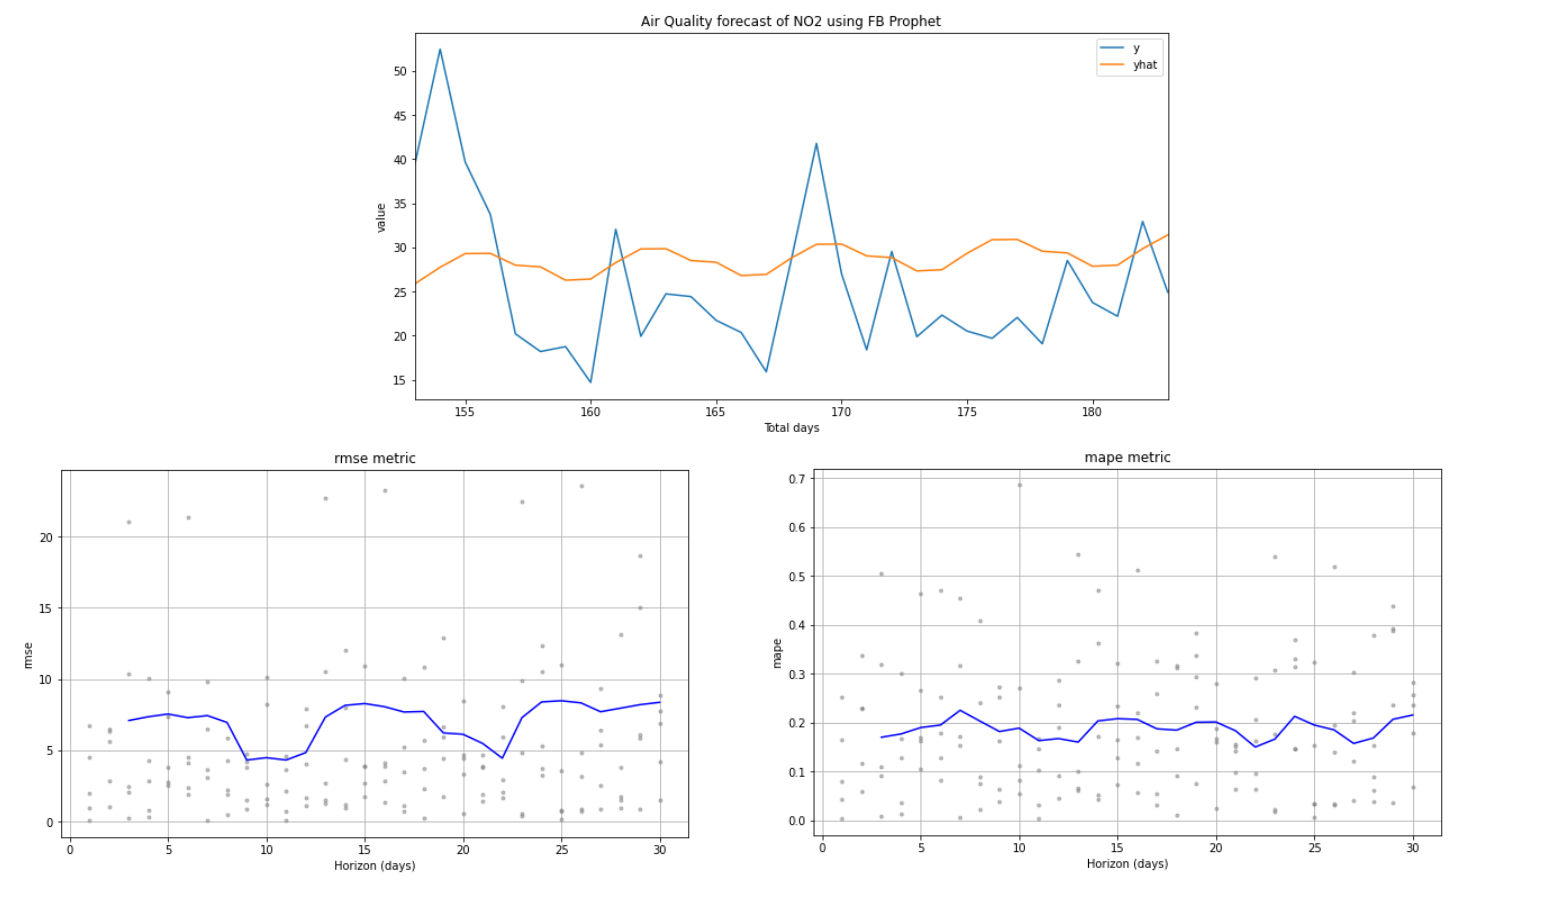 Air Quality forecast of NO2 using FB Prophet
y
yhat
50
45
40
35
30
25
20
15
value
155 160 165 170 175 180
Total days
rmse metric
20
15
10
5
0
rmse
0 5 10 15 20 25 30
Horizon (days)
mape metric
0.7
0.6
0.5
0.4
0.3
0.2
0.1
0.0
mape
0 5 10 15 20 25 30
Horizon (days)